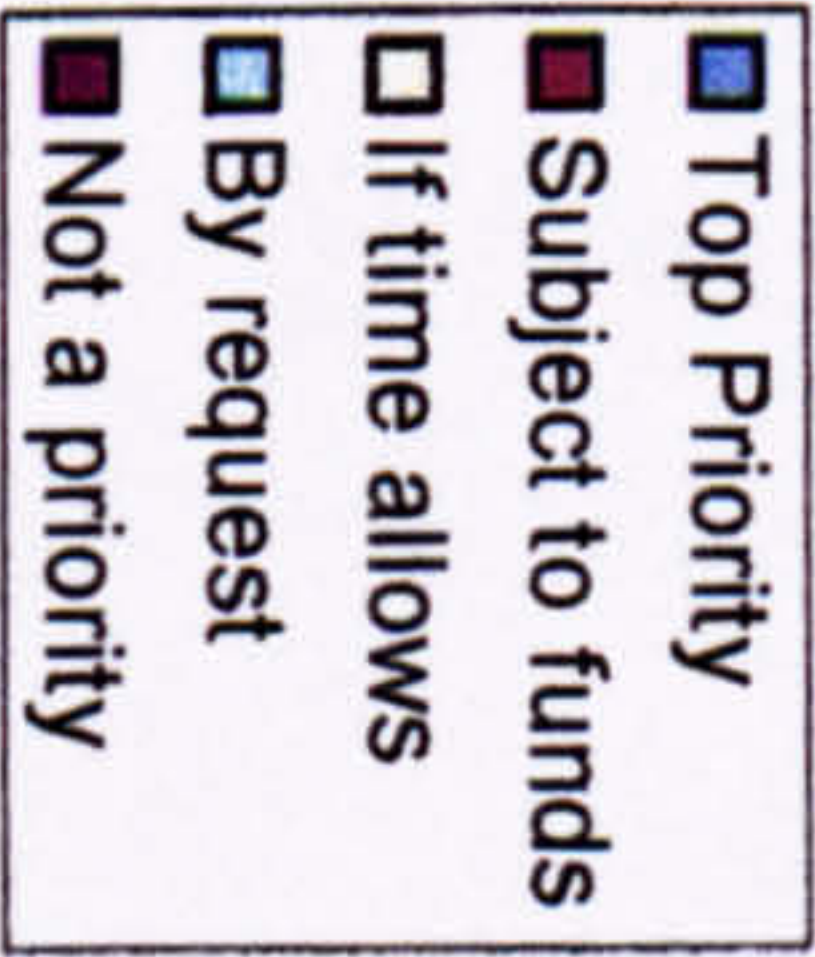 Top Priority
Subject to funds
If time allows
By request
Not a priority